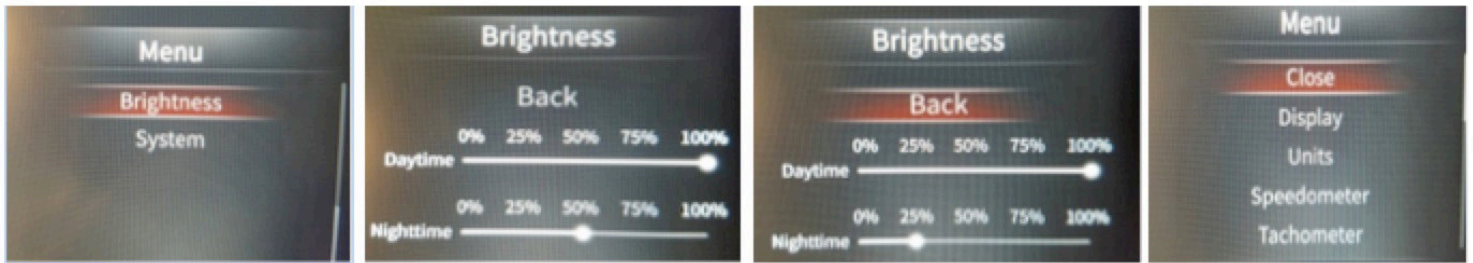 Menu
Brightness
System
Brightness
Back
0% 25% 50% 75% 100%
Daytime
0% 25% 50% 75% 100%
Nighttime
Brightness
Back
0% 25% 50% 75% 100%
Daytime
0% 25% 50% 75% 100%
Nighttime
Menu
Close
Display
Units
Speedometer
Tachometer